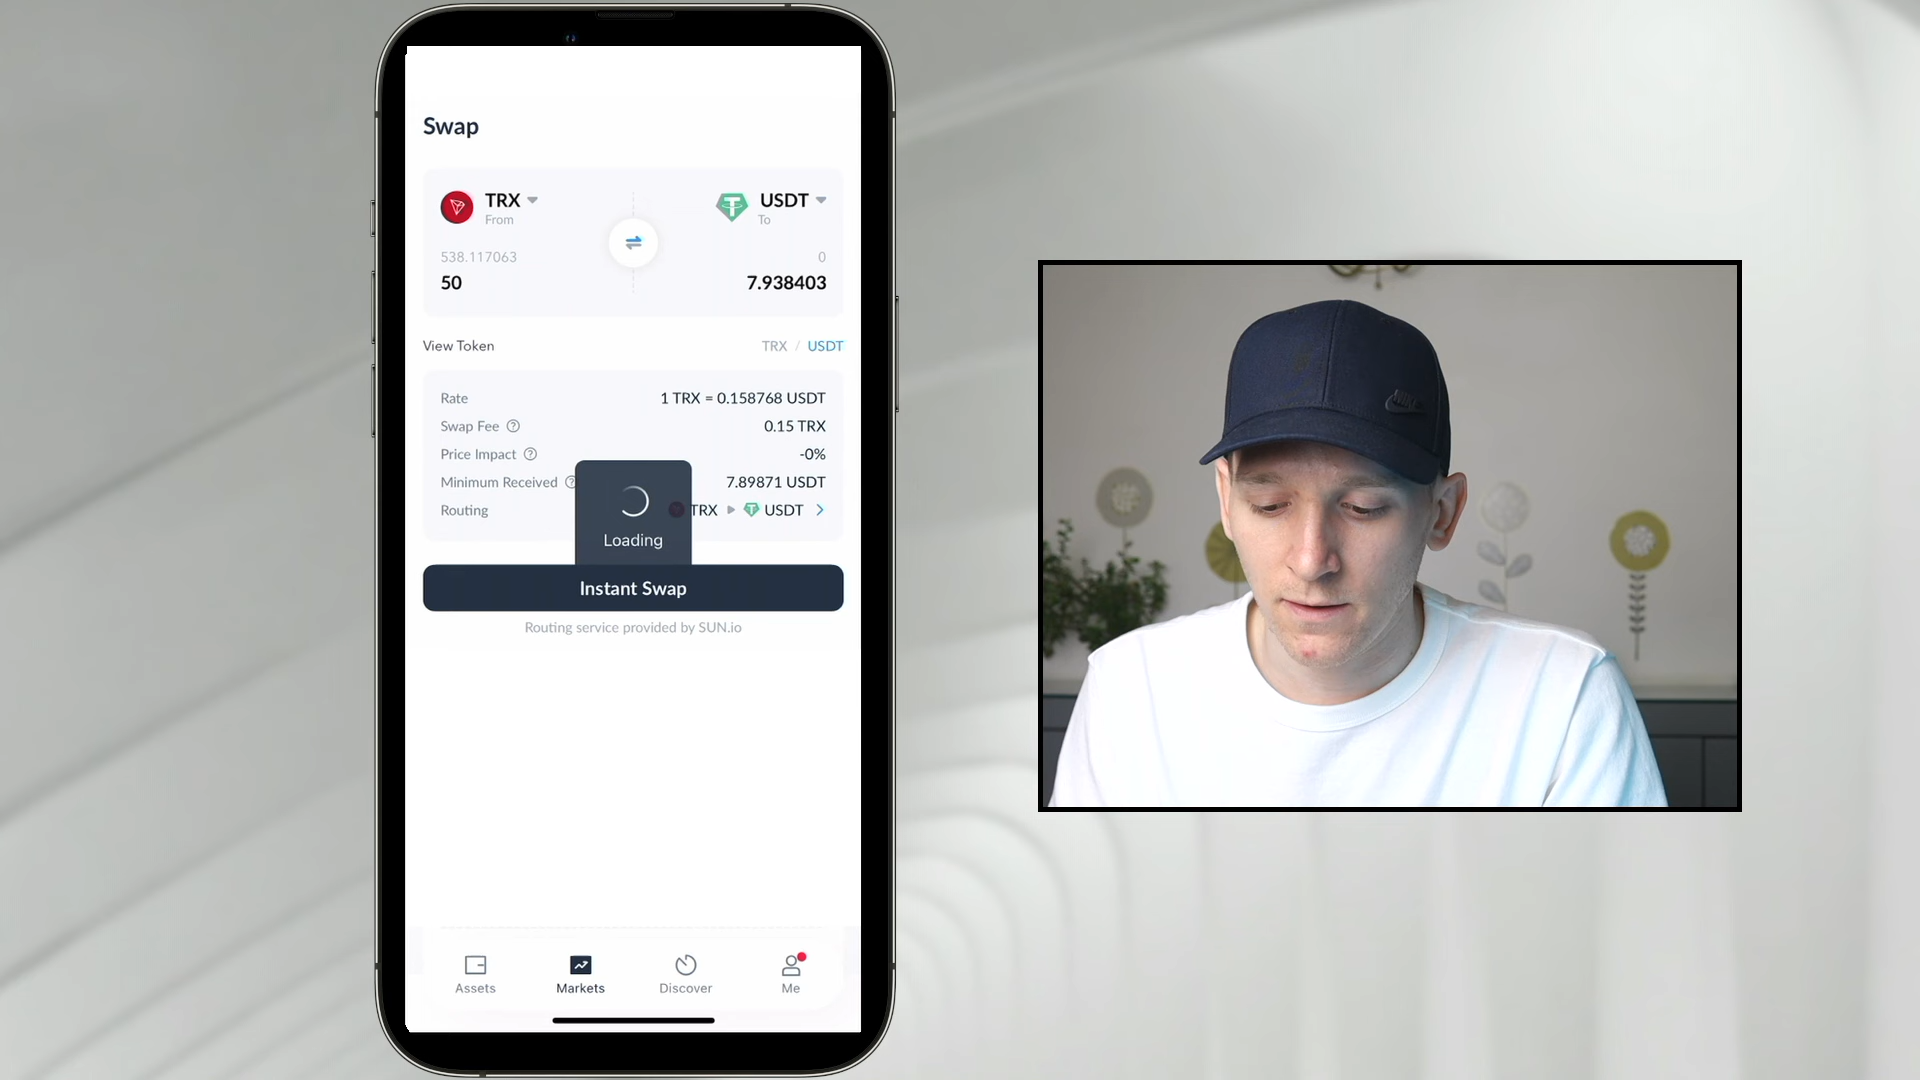 Swap
TRX
From
USDT
To
538.117063
0
50
7.938403
View Token
TRX / USDT
Rate
1 TRX = 0.158768 USDT
Swap Fee
0.15 TRX
Price Impact
-0%
Minimum Received
7.89871 USDT
Routing
TRX
USDT
Loading
Instant Swap
Routing service provided by SUN.io
Assets
Markets
Discover
Me